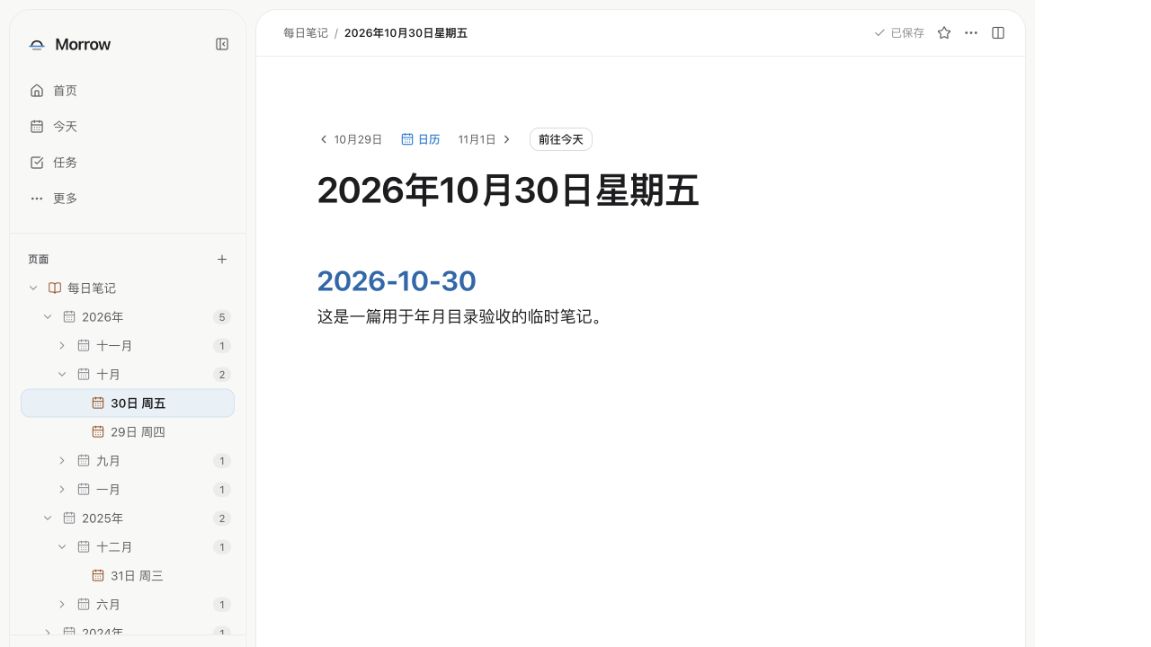 Morrow
首页
今天
任务
更多
页面
每日笔记
2026年 5
十一月 1
十月 2
30日 周五
29日 周四
九月 1
一月 1
2025年 2
十二月 1
31日 周三
六月 1
2024年 1
每日笔记 / 2026年10月30日星期五
已保存
10月29日 日历 11月1日 前往今天
2026年10月30日星期五
2026-10-30
这是一篇用于年月目录验收的临时笔记。